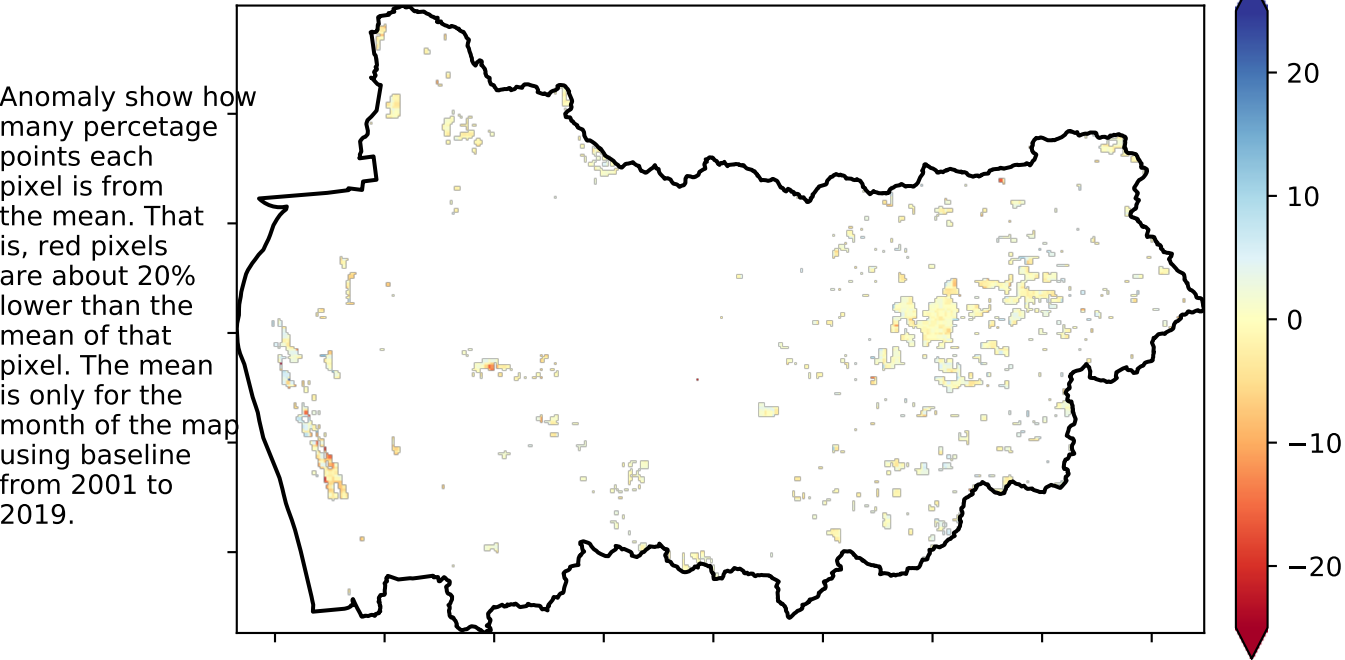 Anomaly show how
many percetage
points each
pixel is from
the mean. That
is, red pixels
are about 20%
lower than the
mean of that
pixel. The mean
is only for the
month of the map
using baseline
from 2001 to
2019.
20
10
0
−10
−20